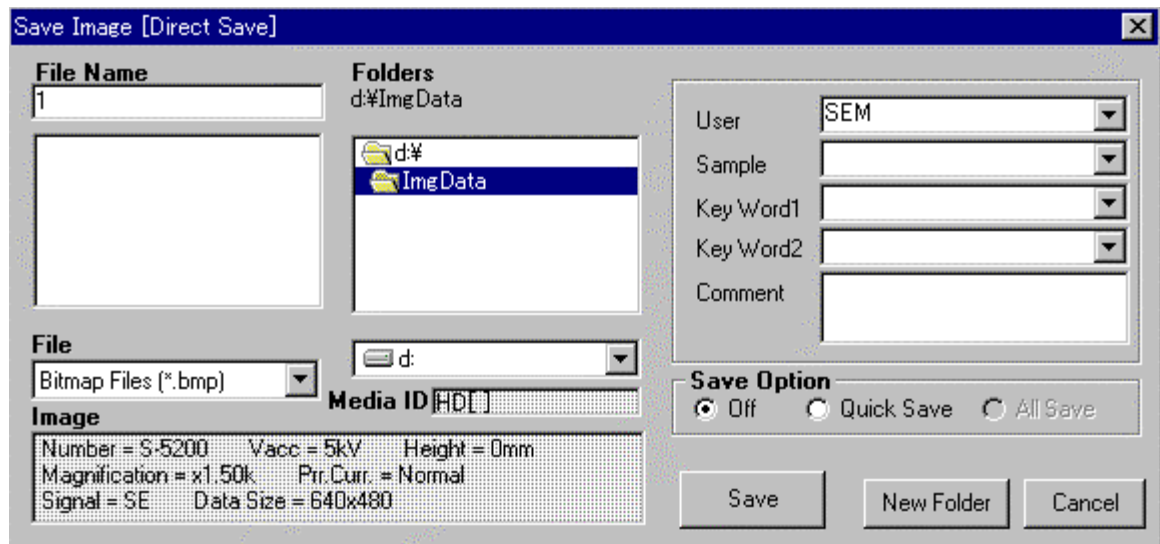 Save Image [Direct Save]
File Name
1
Folders
d:¥ImgData
d:¥
ImgData
File
Bitmap Files (*.bmp)
d:
Media ID HD[ ]
Image
Number = S-5200 Vacc = 5kV Height = 0mm
Magnification = x1.50k Prr.Curr. = Normal
Signal = SE Data Size = 640x480
User SEM
Sample
Key Word1
Key Word2
Comment
Save Option
Off Quick Save All Save
Save New Folder Cancel